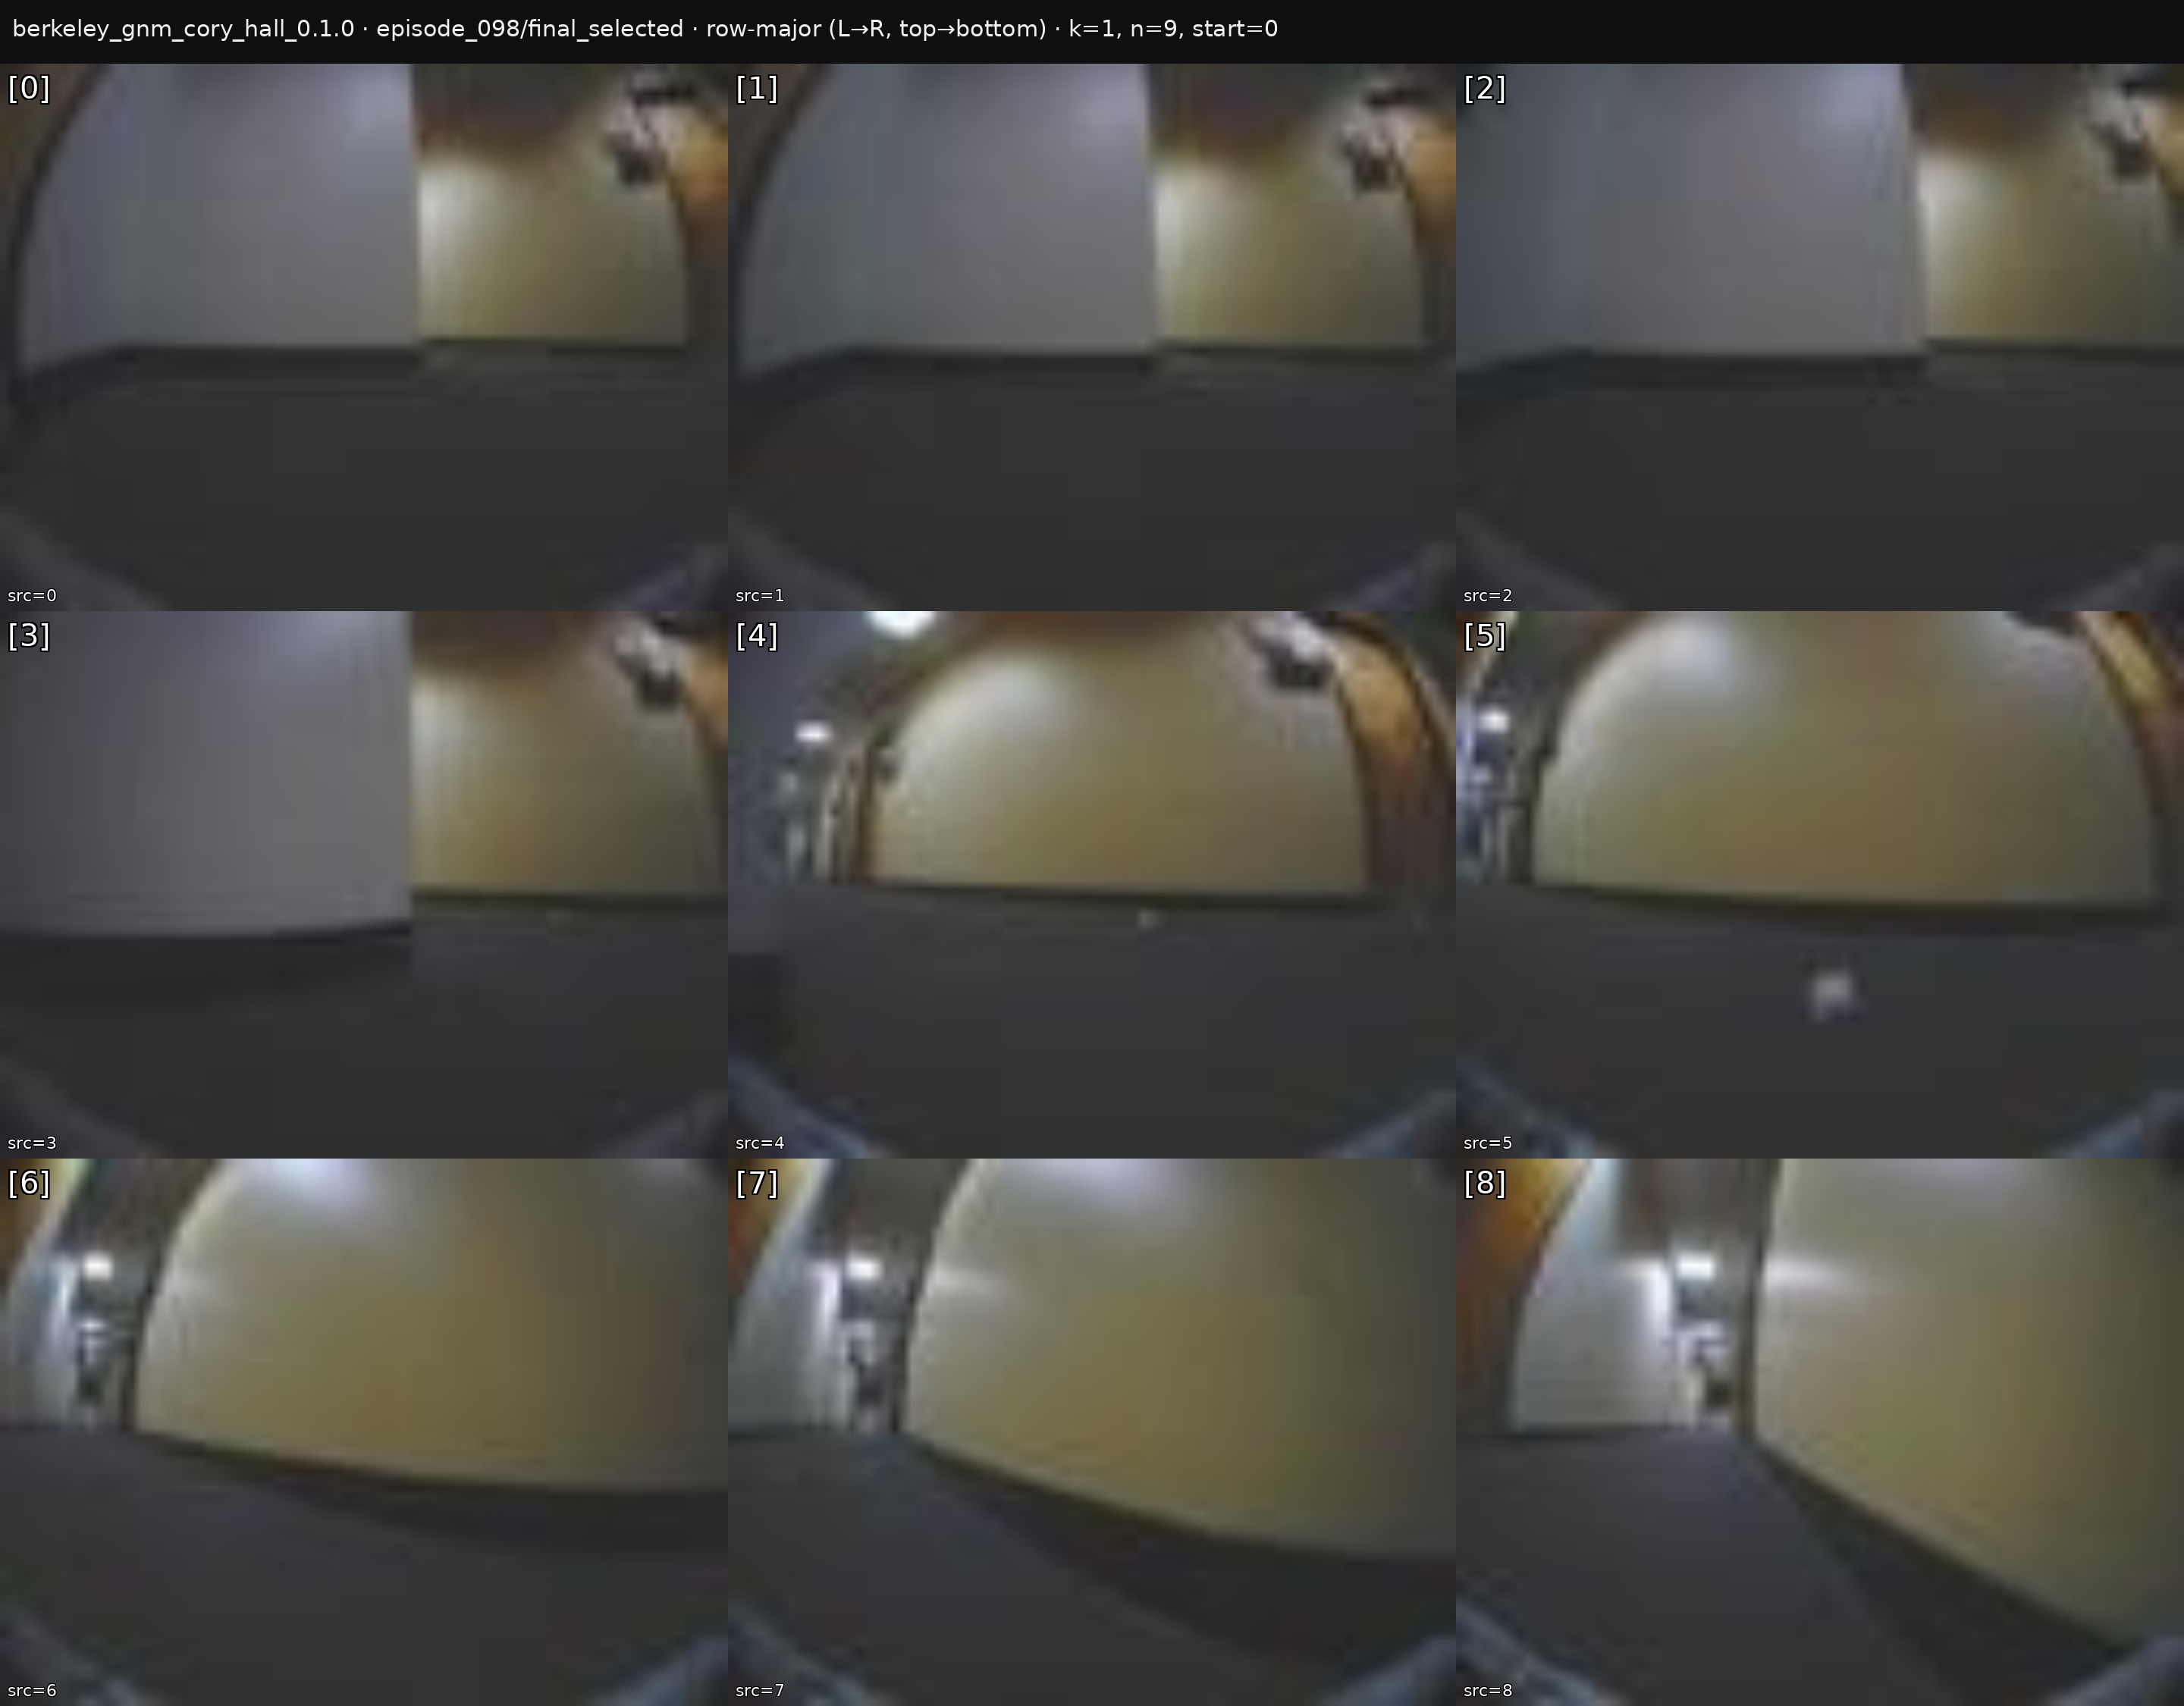 berkeley_gnm_cory_hall_0.1.0 · episode_098/final_selected · row-major (L→R, top→bottom) · k=1, n=9, start=0
[0]
[1]
[2]
src=0
src=1
src=2
[3]
[4]
[5]
src=3
src=4
src=5
[6]
[7]
[8]
src=6
src=7
src=8